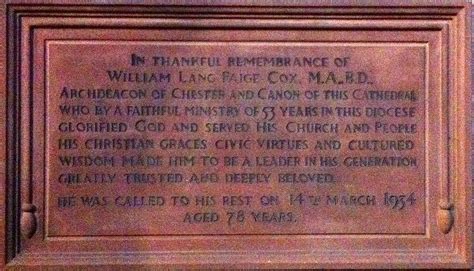 IN THANKFUL REMEMBRANCE OF
WILLIAM LANG PAIGE COX, M.A., B.D.,
ARCHDEACON OF CHESTER AND CANON OF THIS CATHEDRAL
WHO BY A FAITHFUL MINISTRY OF 53 YEARS IN THIS DIOCESE
GLORIFIED GOD AND SERVED HIS CHURCH AND PEOPLE
HIS CHRISTIAN GRACES CIVIC VIRTUES AND CULTURED
WISDOM MADE HIM TO BE A LEADER IN HIS GENERATION
GREATLY TRUSTED AND DEEPLY BELOVED
HE WAS CALLED TO HIS REST ON 14TH MARCH 1934
AGED 78 YEARS.